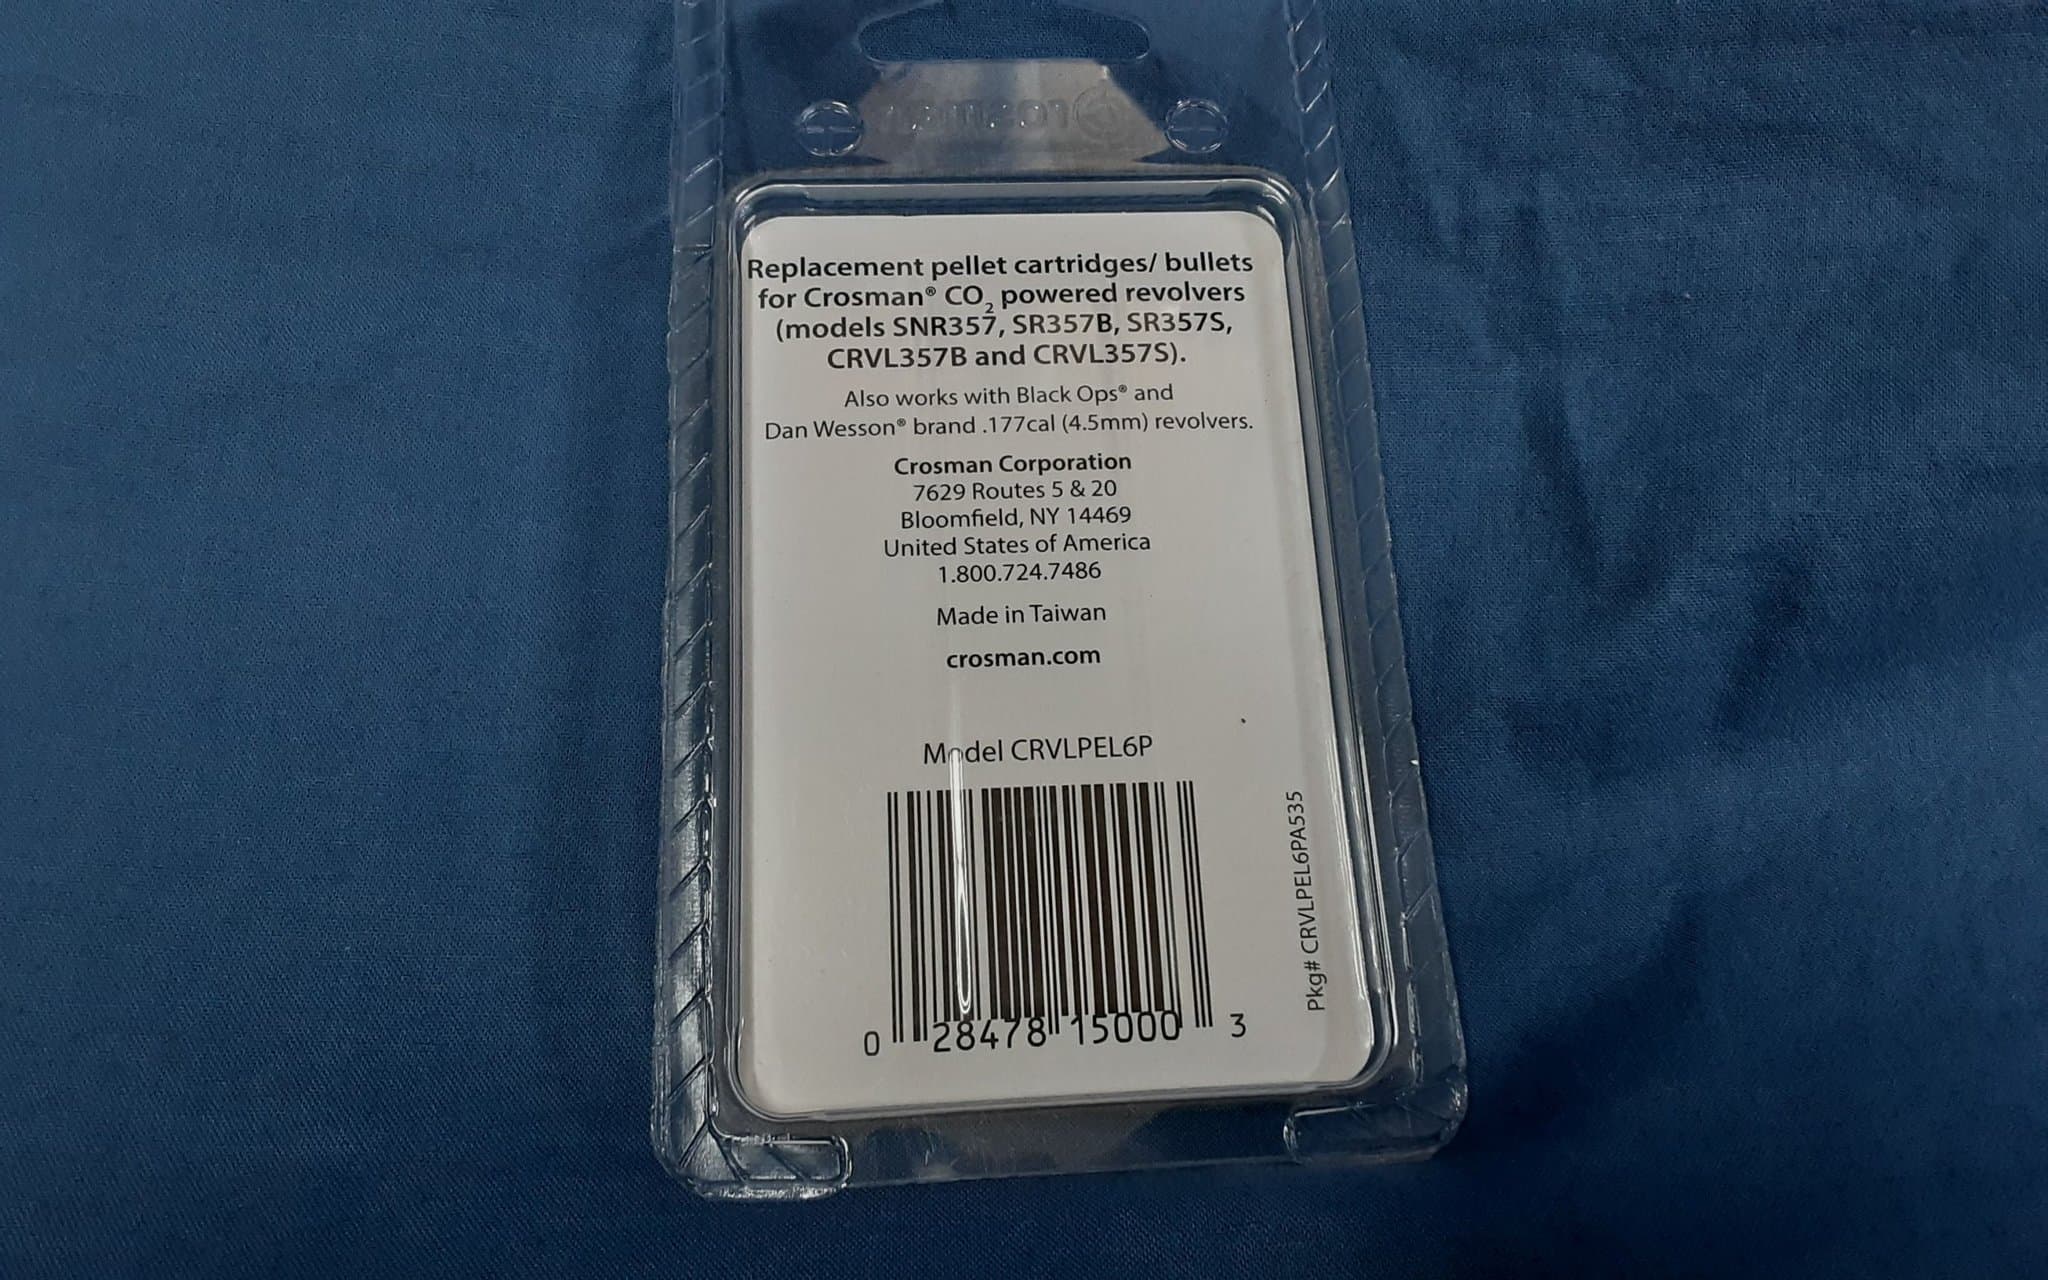 Replacement pellet cartridges/ bullets
for Crosman® CO₂ powered revolvers
(models SNR357, SR357B, SR357S,
CRVL357B and CRVL357S).
Also works with Black Ops® and
Dan Wesson® brand .177cal (4.5mm) revolvers.
Crosman Corporation
7629 Routes 5 & 20
Bloomfield, NY 14469
United States of America
1.800.724.7486
Made in Taiwan
crosman.com
Model CRVLPEL6P
0 28478 15000 3
Pkg# CRVLPEL6PA535